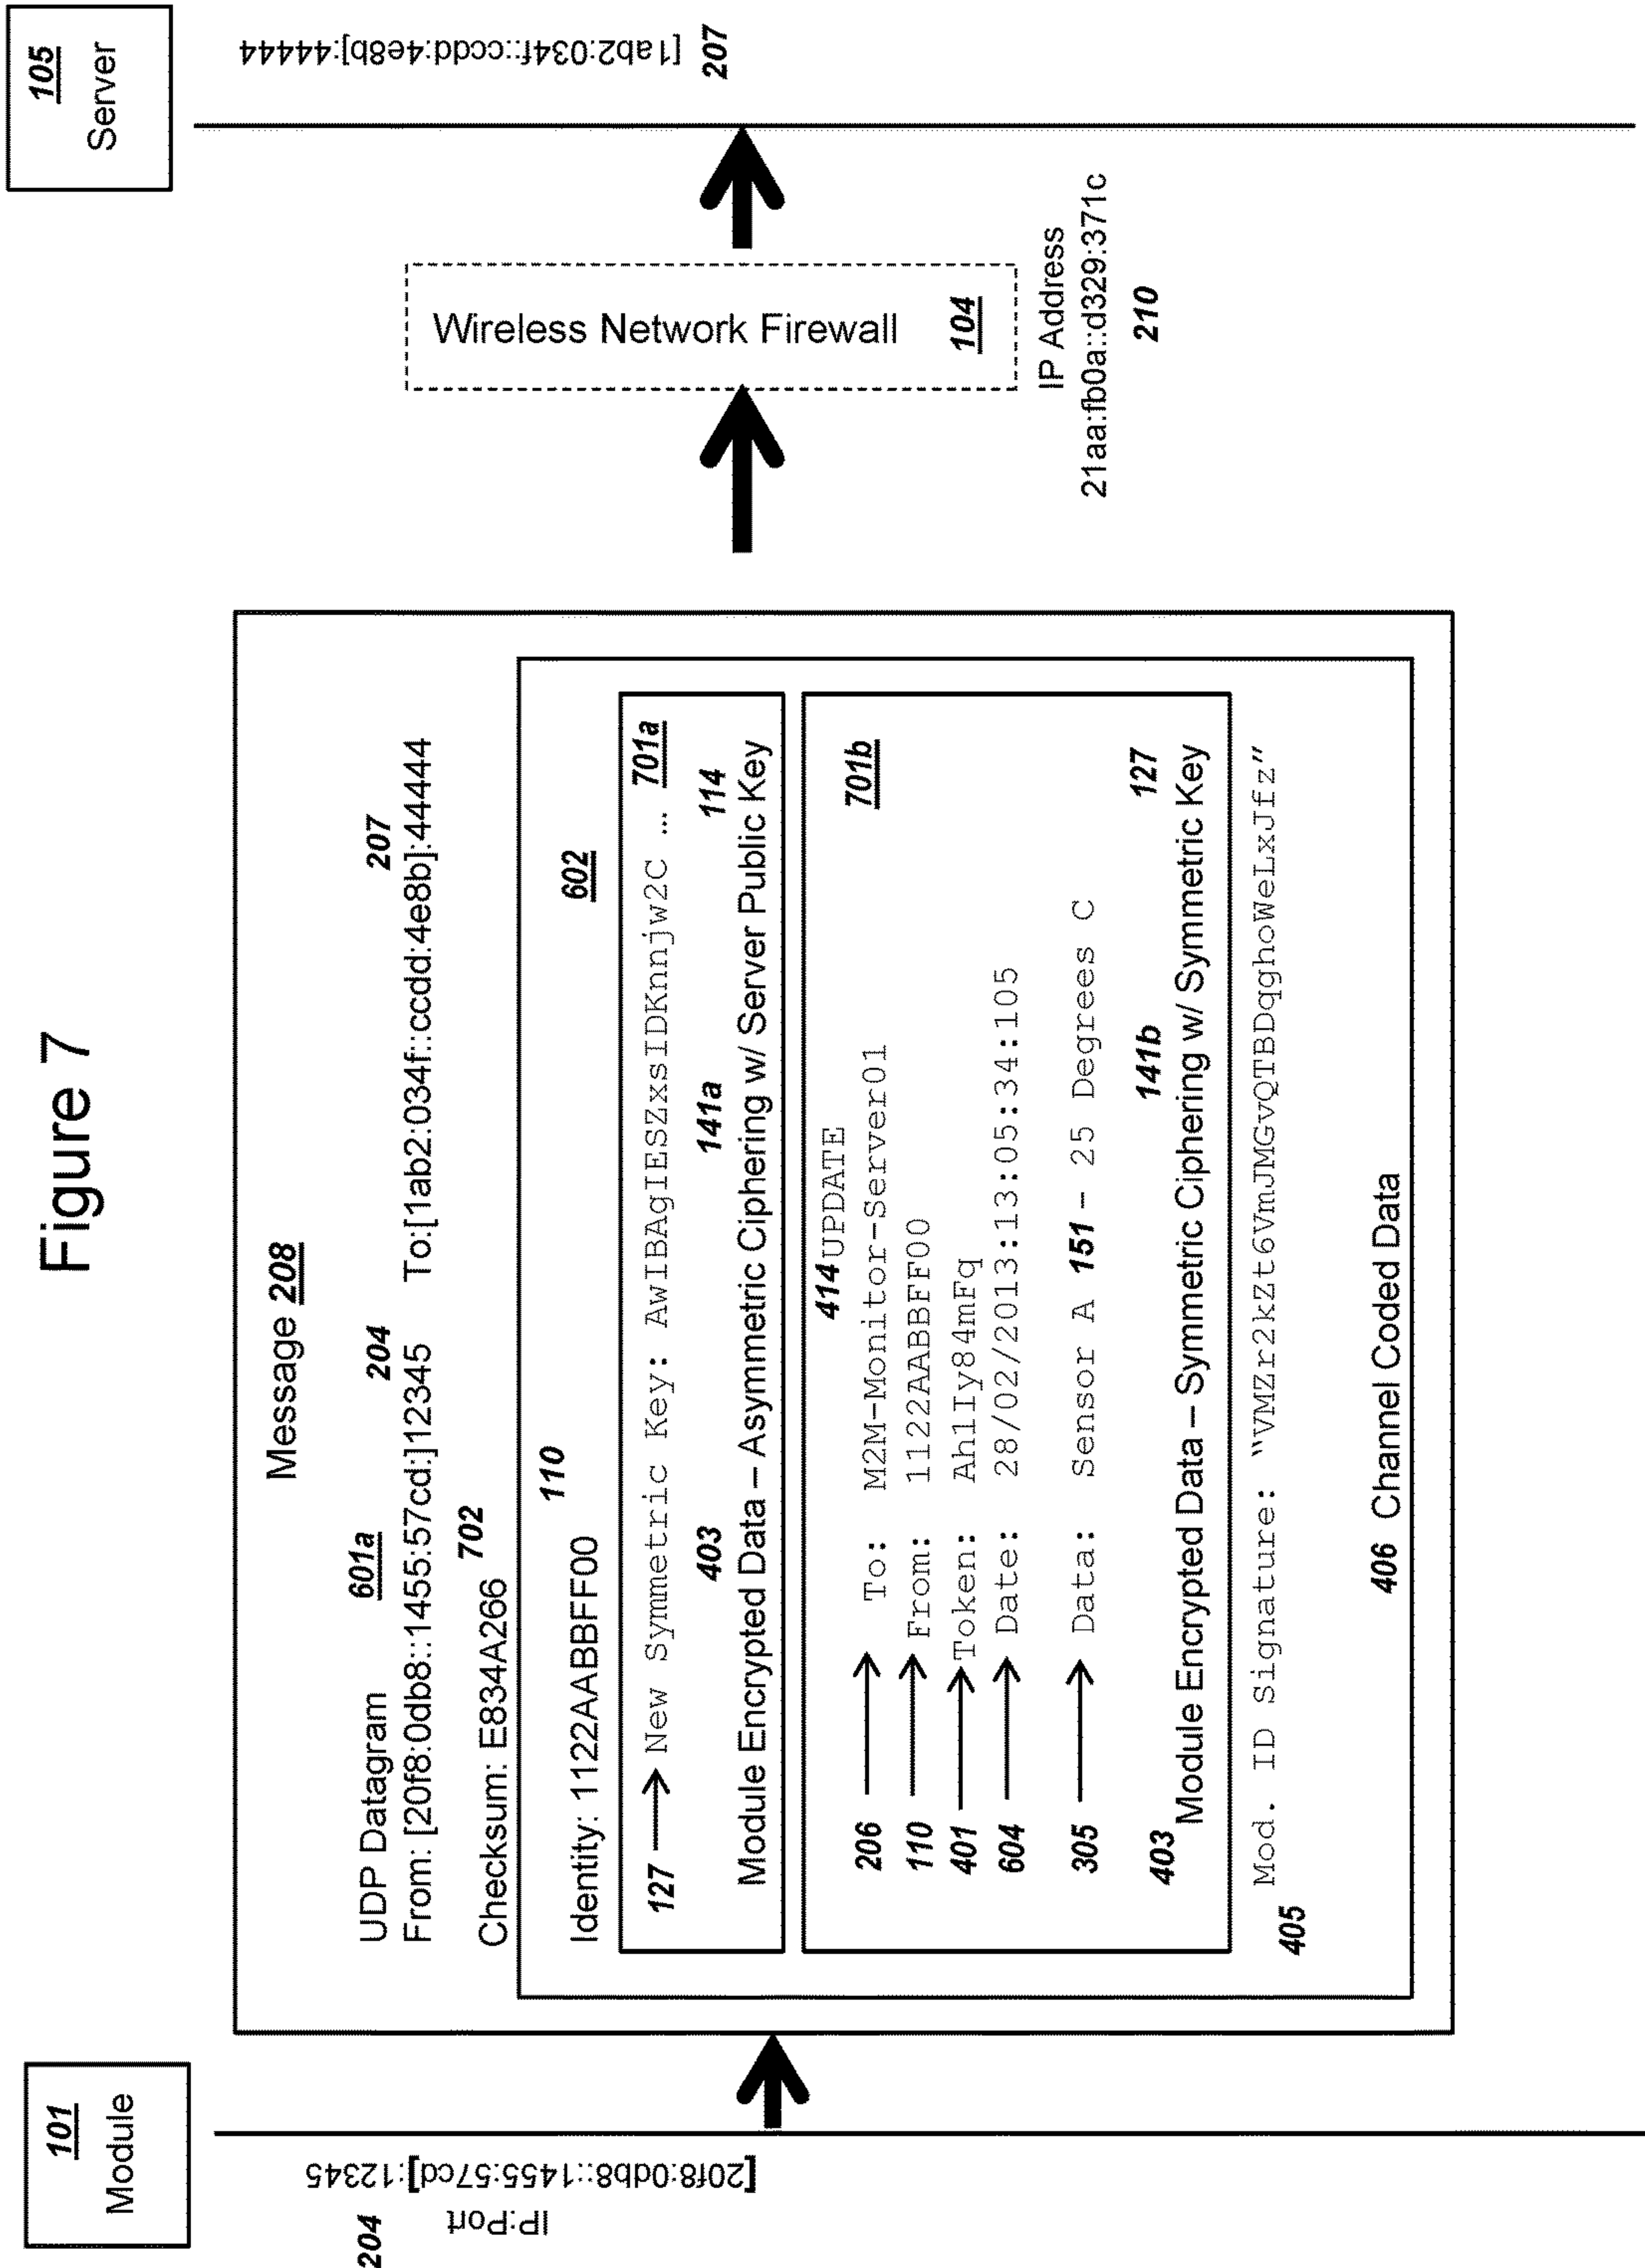 Figure 7
101
Module
105
Server
204
IP:Port
[20f8:0db8::1455:57cd]:12345
Message 208
UDP Datagram 601a 204 207
From: [20f8:0db8::1455:57cd:]12345 To:[1ab2:034f::ccdd:4e8b]:44444
Checksum: E834A266 702
110 602
Identity: 1122AABBFF00
127 New Symmetric Key: AwIBAgIESZxsIDKnnjw2C ... 701a
403 141a 114
Module Encrypted Data – Asymmetric Ciphering w/ Server Public Key
414 UPDATE 701b
206 To: M2M-Monitor-Server01
110 From: 1122AABBFF00
401 Token: Ah1Iy84mFq
604 Date: 28/02/2013:13:05:34:105
305 Data: Sensor A 151 – 25 Degrees C
403 141b 127
Module Encrypted Data – Symmetric Ciphering w/ Symmetric Key
405 Mod. ID Signature: “VMZr2kZt6VmJMGvQTBDqghoWeLxJfz”
406 Channel Coded Data
Wireless Network Firewall
104
IP Address
21aa:fb0a::d329:371c
210
[1ab2:034f::ccdd:4e8b]:44444
207